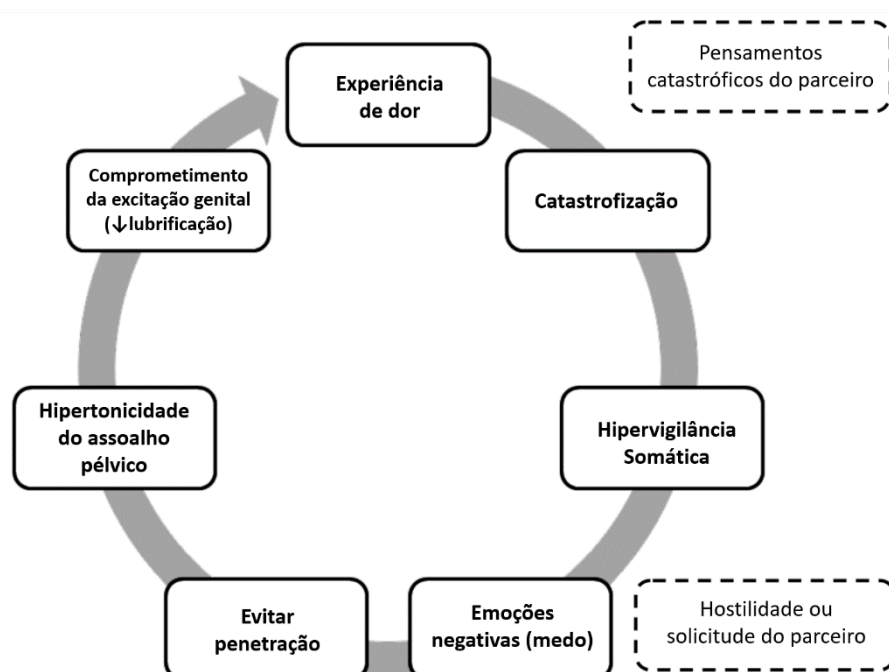 Experiência
de dor
Pensamentos
catastróficos do parceiro
Catastrofização
Hipervigilância
Somática
Hostilidade ou
solicitude do parceiro
Emoções
negativas (medo)
Evitar
penetração
Hipertonicidade
do assoalho
pélvico
Comprometimento
da excitação genital
(↓lubrificação)